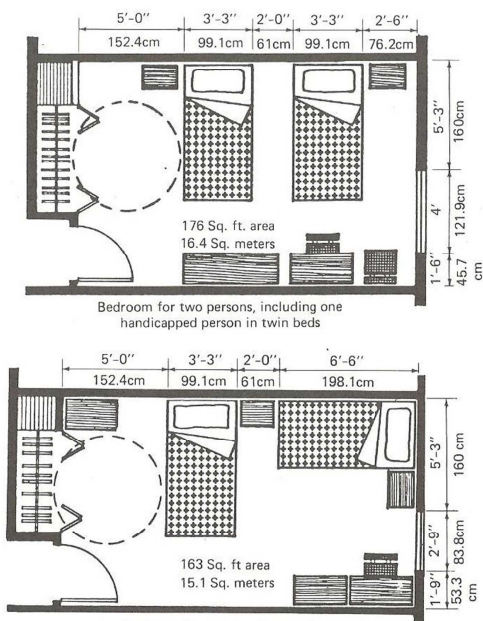 5'-0" 3'-3" 2'-0" 3'-3" 2'-6"
152.4cm 99.1cm 61cm 99.1cm 76.2cm
5'-3"
160cm
4'
121.9cm
1'-6"
45.7
cm
176 Sq. ft. area
16.4 Sq. meters
Bedroom for two persons, including one
handicapped person in twin beds
5'-0" 3'-3" 2'-0" 6'-6"
152.4cm 99.1cm 61cm 198.1cm
5'-3"
160 cm
2'-9"
83.8cm
1'-9"
53.3
cm
163 Sq. ft area
15.1 Sq. meters